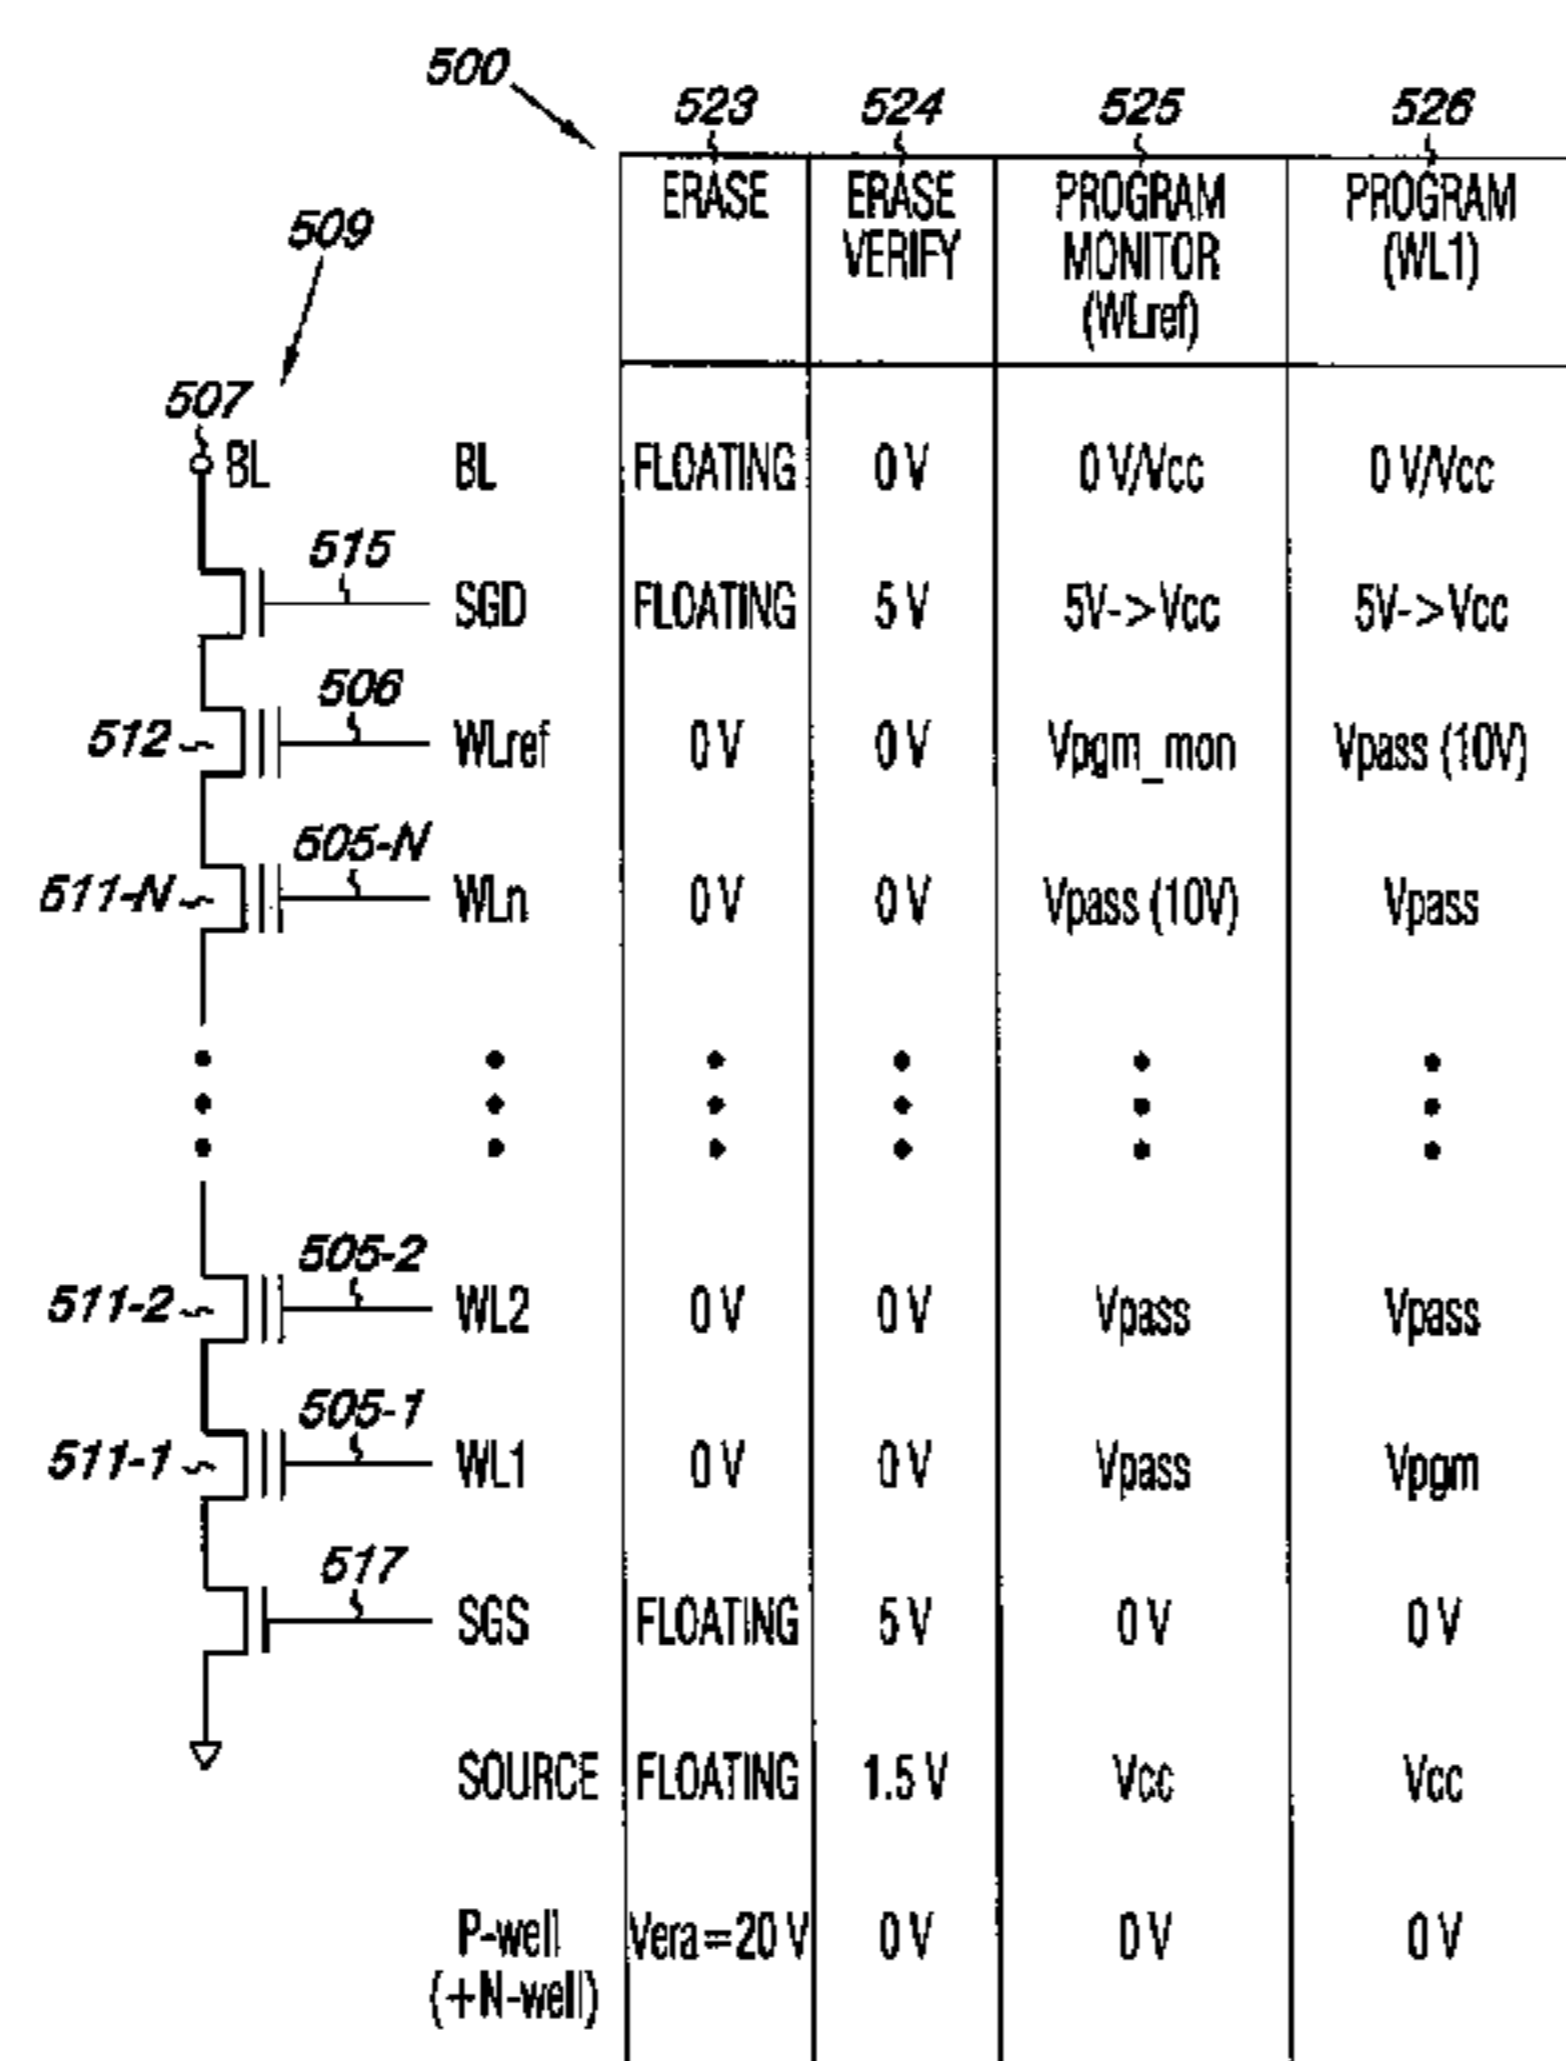 500
523 524 525 526
ERASE ERASE VERIFY PROGRAM MONITOR (WLref) PROGRAM (WL1)
509
507
BL BL FLOATING 0 V 0 V/Vcc 0 V/Vcc
515 SGD FLOATING 5 V 5V->Vcc 5V->Vcc
512 506 WLref 0 V 0 V Vpgm_mon Vpass (10V)
511-N 505-N WLn 0 V 0 V Vpass (10V) Vpass
511-2 505-2 WL2 0 V 0 V Vpass Vpass
511-1 505-1 WL1 0 V 0 V Vpass Vpgm
517 SGS FLOATING 5 V 0 V 0 V
SOURCE FLOATING 1.5 V Vcc Vcc
P-well (+N-well) Vera=20 V 0 V 0 V 0 V